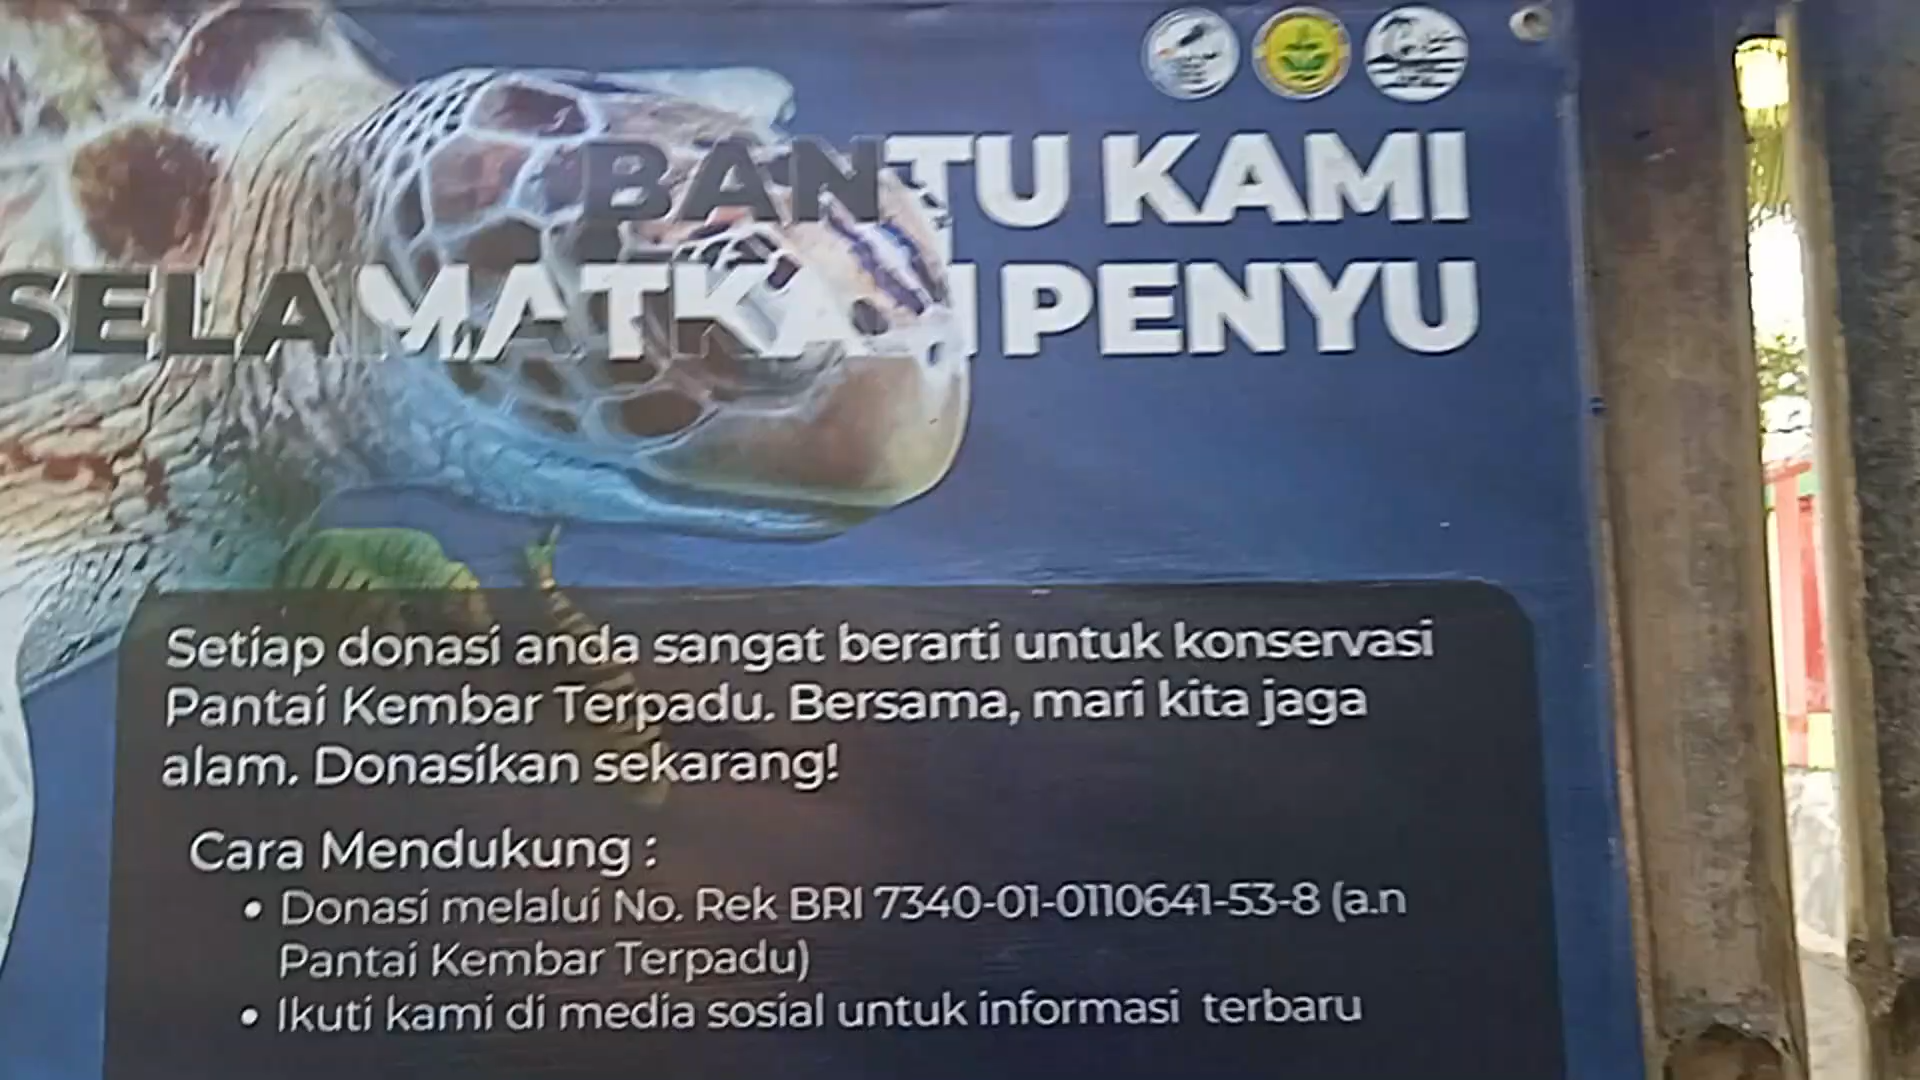 BANTU KAMI
SELAMATKAN PENYU
Setiap donasi anda sangat berarti untuk konservasi
Pantai Kembar Terpadu. Bersama, mari kita jaga
alam. Donasikan sekarang!
Cara Mendukung :
• Donasi melalui No. Rek BRI 7340-01-0110641-53-8 (a.n
Pantai Kembar Terpadu)
• Ikuti kami di media sosial untuk informasi terbaru